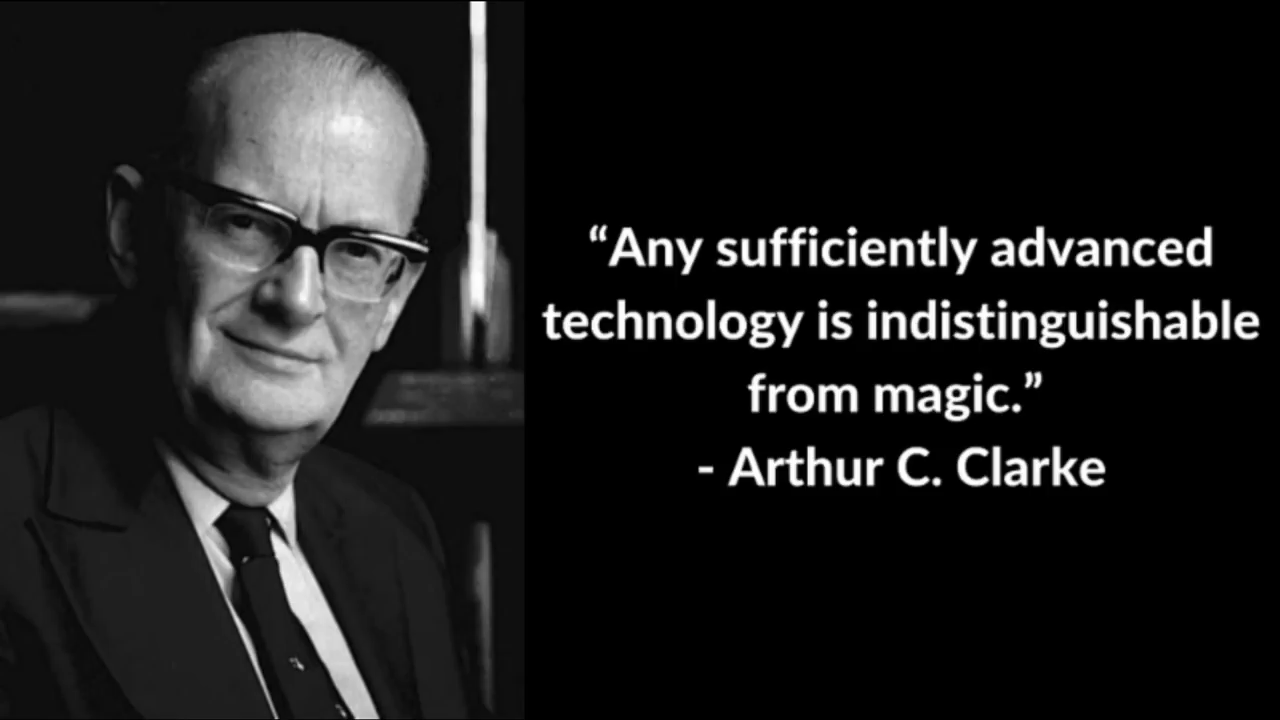 “Any sufficiently advanced
technology is indistinguishable
from magic.”
- Arthur C. Clarke